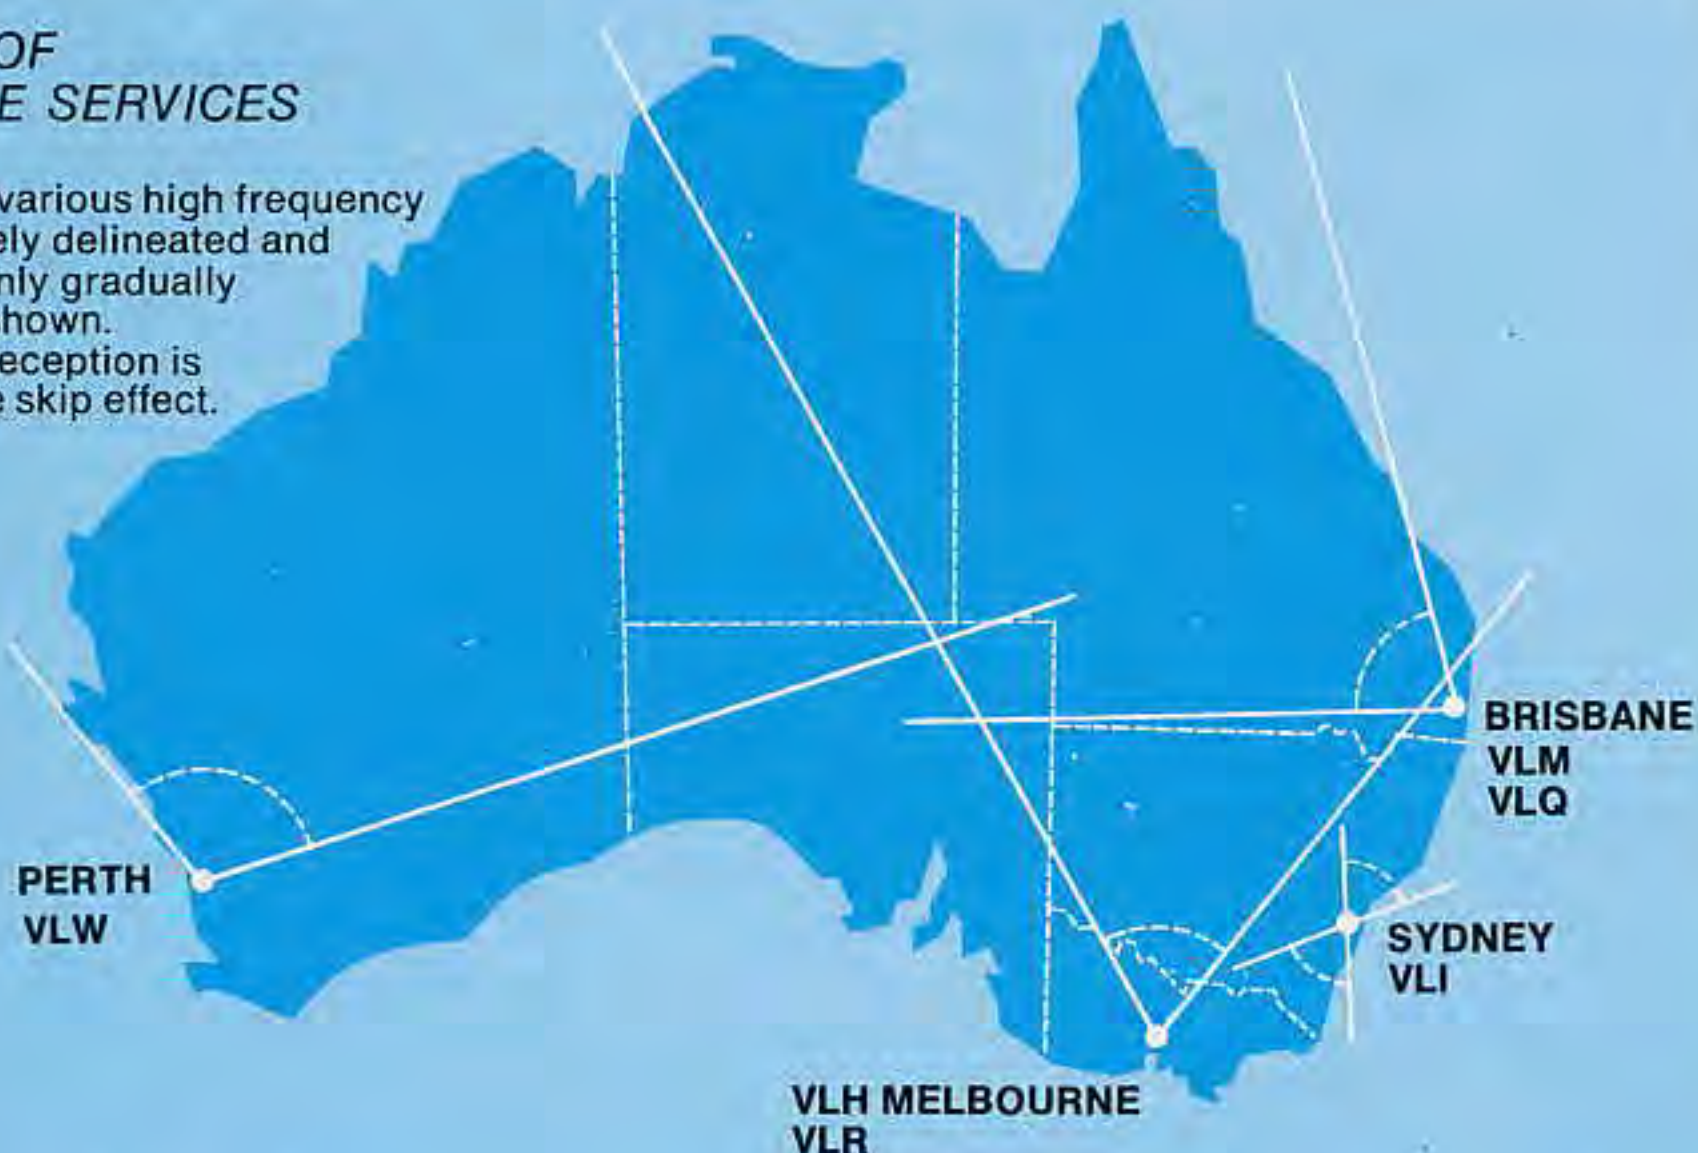 OF
E SERVICES
various high frequency
ely delineated and
nly gradually
hown.
eception is
e skip effect.
BRISBANE
VLM
VLQ
PERTH
VLW
SYDNEY
VLI
VLH MELBOURNE
VLR